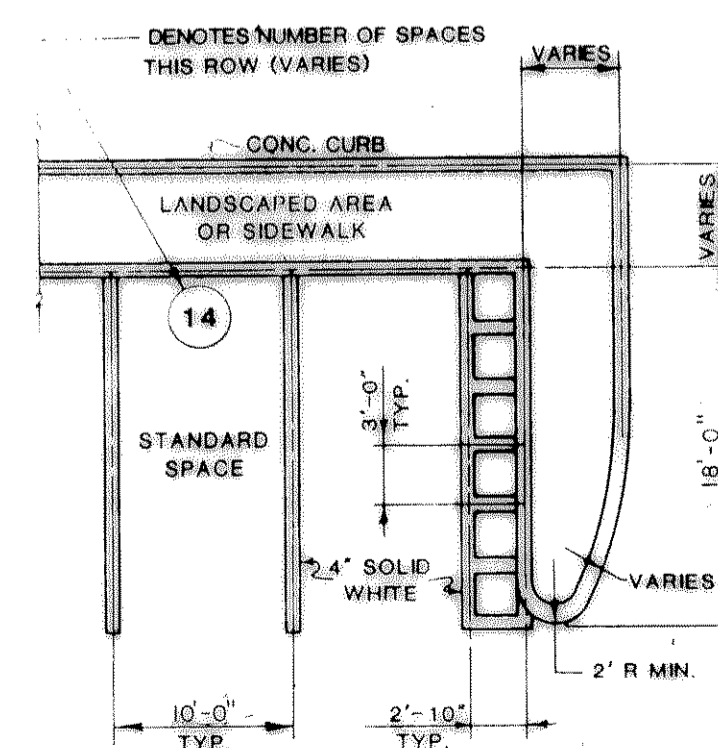 DENOTES NUMBER OF SPACES
THIS ROW (VARIES)
VARIES
CONC. CURB
LANDSCAPED AREA
OR SIDEWALK
VARIES
14
3'-0"
TYP.
STANDARD
SPACE
18'-0"
4" SOLID
WHITE
VARIES
2' R MIN.
10'-0"
TYP.
2'-10"
TYP.